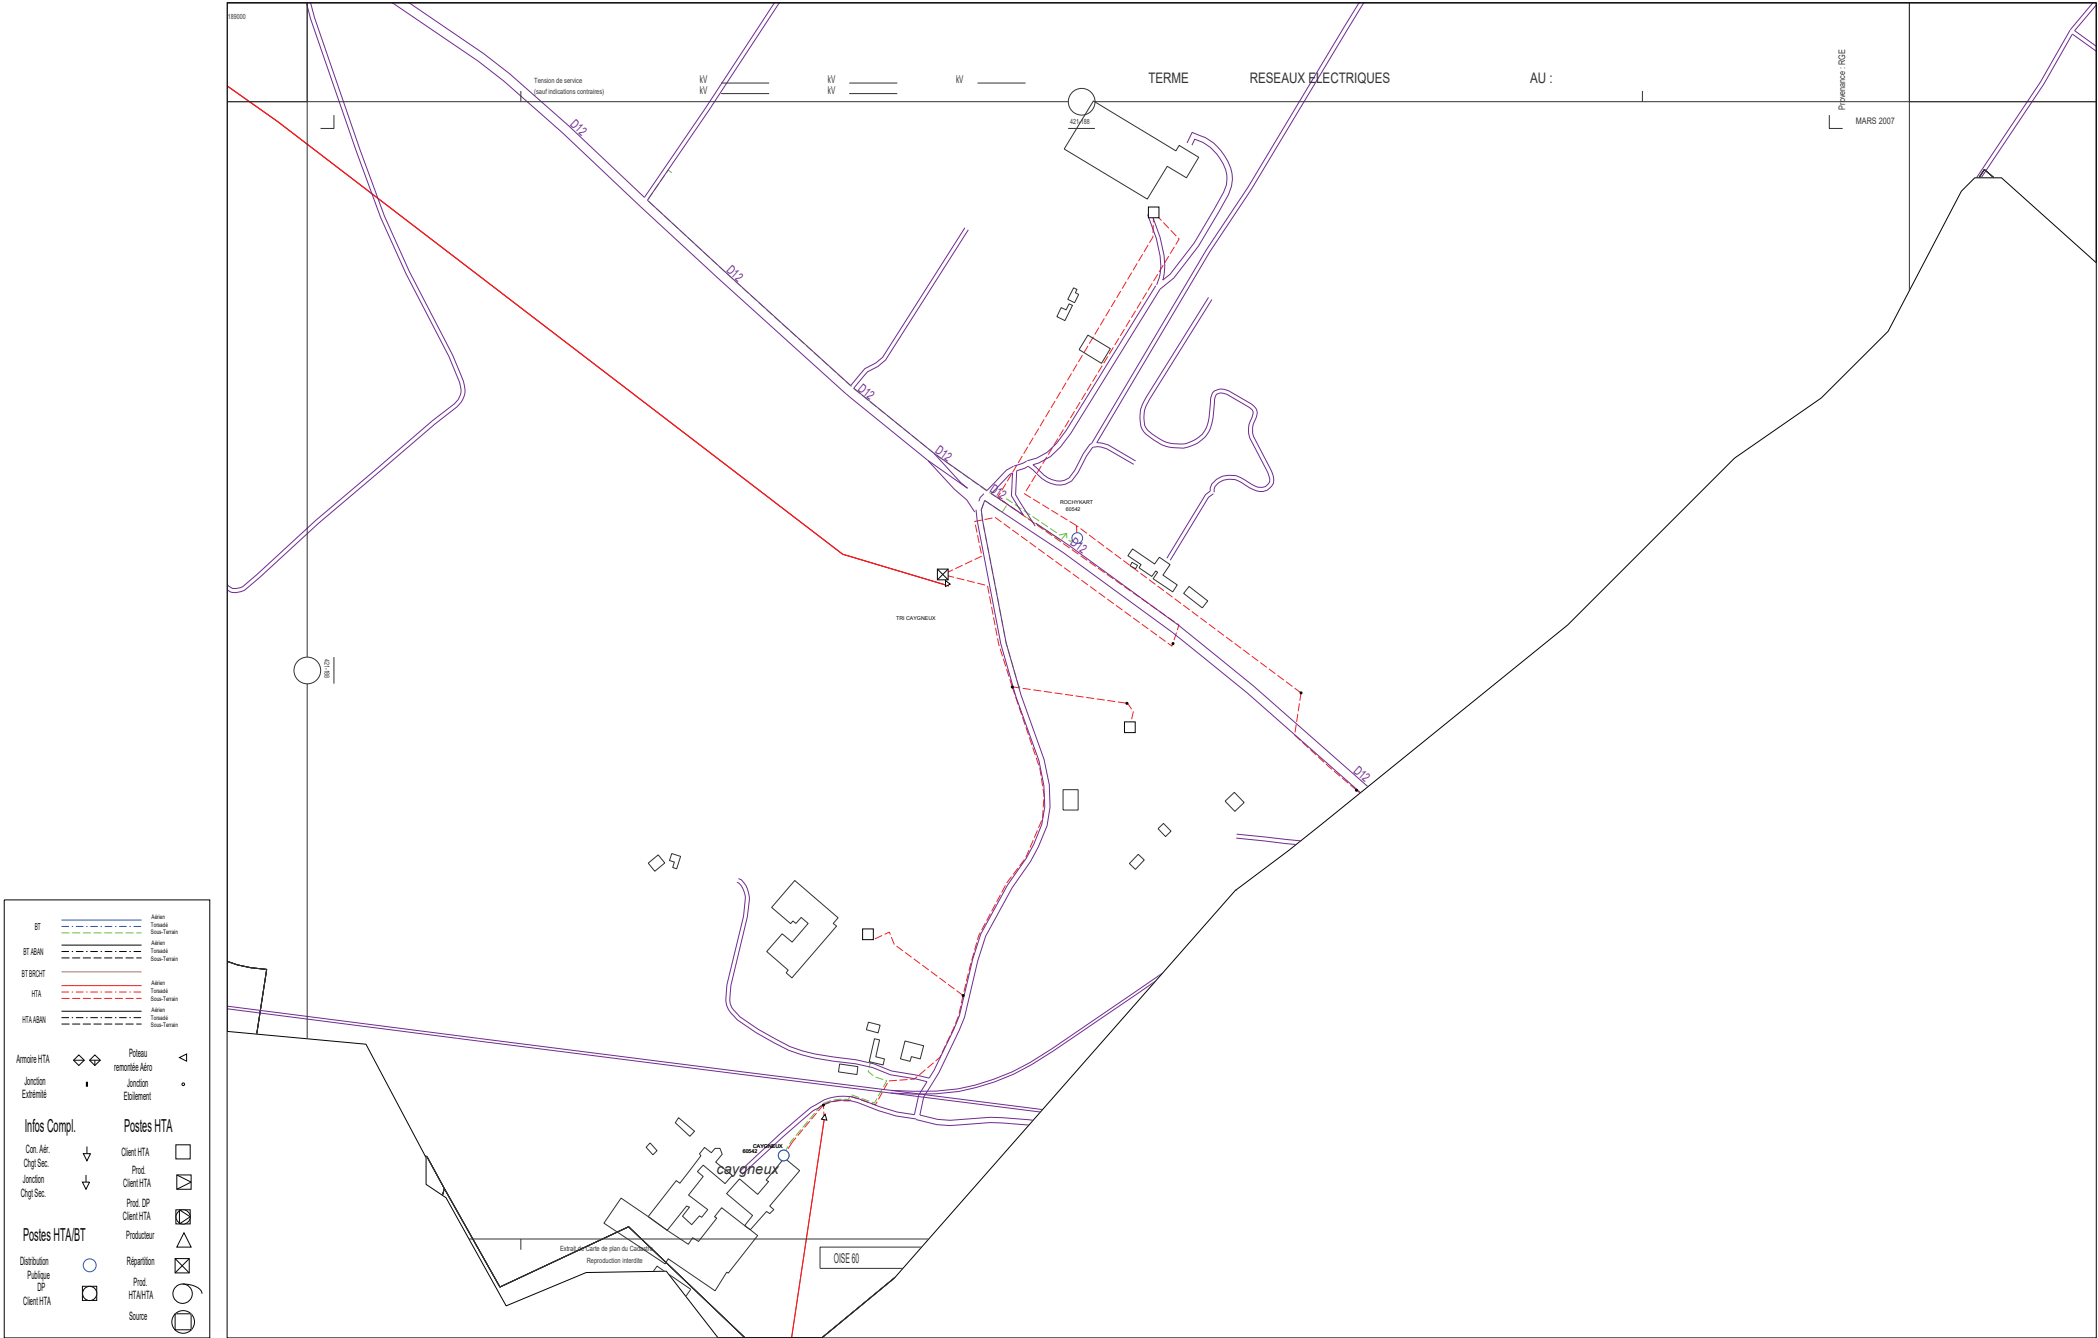 189000
Tension de service
(sauf indications contraires)
kV
kV
kV
kV
kV
TERME
RESEAUX ELECTRIQUES
AU :
Provenance : RGE
MARS 2007
421-188
D12
D12
D12
D12
D12
ROCHYKART
60542
D12
TRI CAYGNEUX
421-188
D12
CAYGNEUX
60542
caygneux
Extrait de Carte de plan du Cadastre
Reproduction interdite
OISE 60
BT
Aérien
Torsadé
Sous-Terrain
BT ABAN
Aérien
Torsadé
Sous-Terrain
BT BRCHT
HTA
Aérien
Torsadé
Sous-Terrain
HTA ABAN
Aérien
Torsadé
Sous-Terrain
Armoire HTA
Poteau
remontée Aéro
Jonction
Extrémité
Jonction
Etoilement
Infos Compl.
Postes HTA
Con. Aér.
Chgt Sec.
Client HTA
Jonction
Chgt Sec.
Prod.
Client HTA
Prod. DP
Client HTA
Postes HTA/BT
Producteur
Distribution
Publique
Répartition
DP
Client HTA
Prod.
HTA/HTA
Source